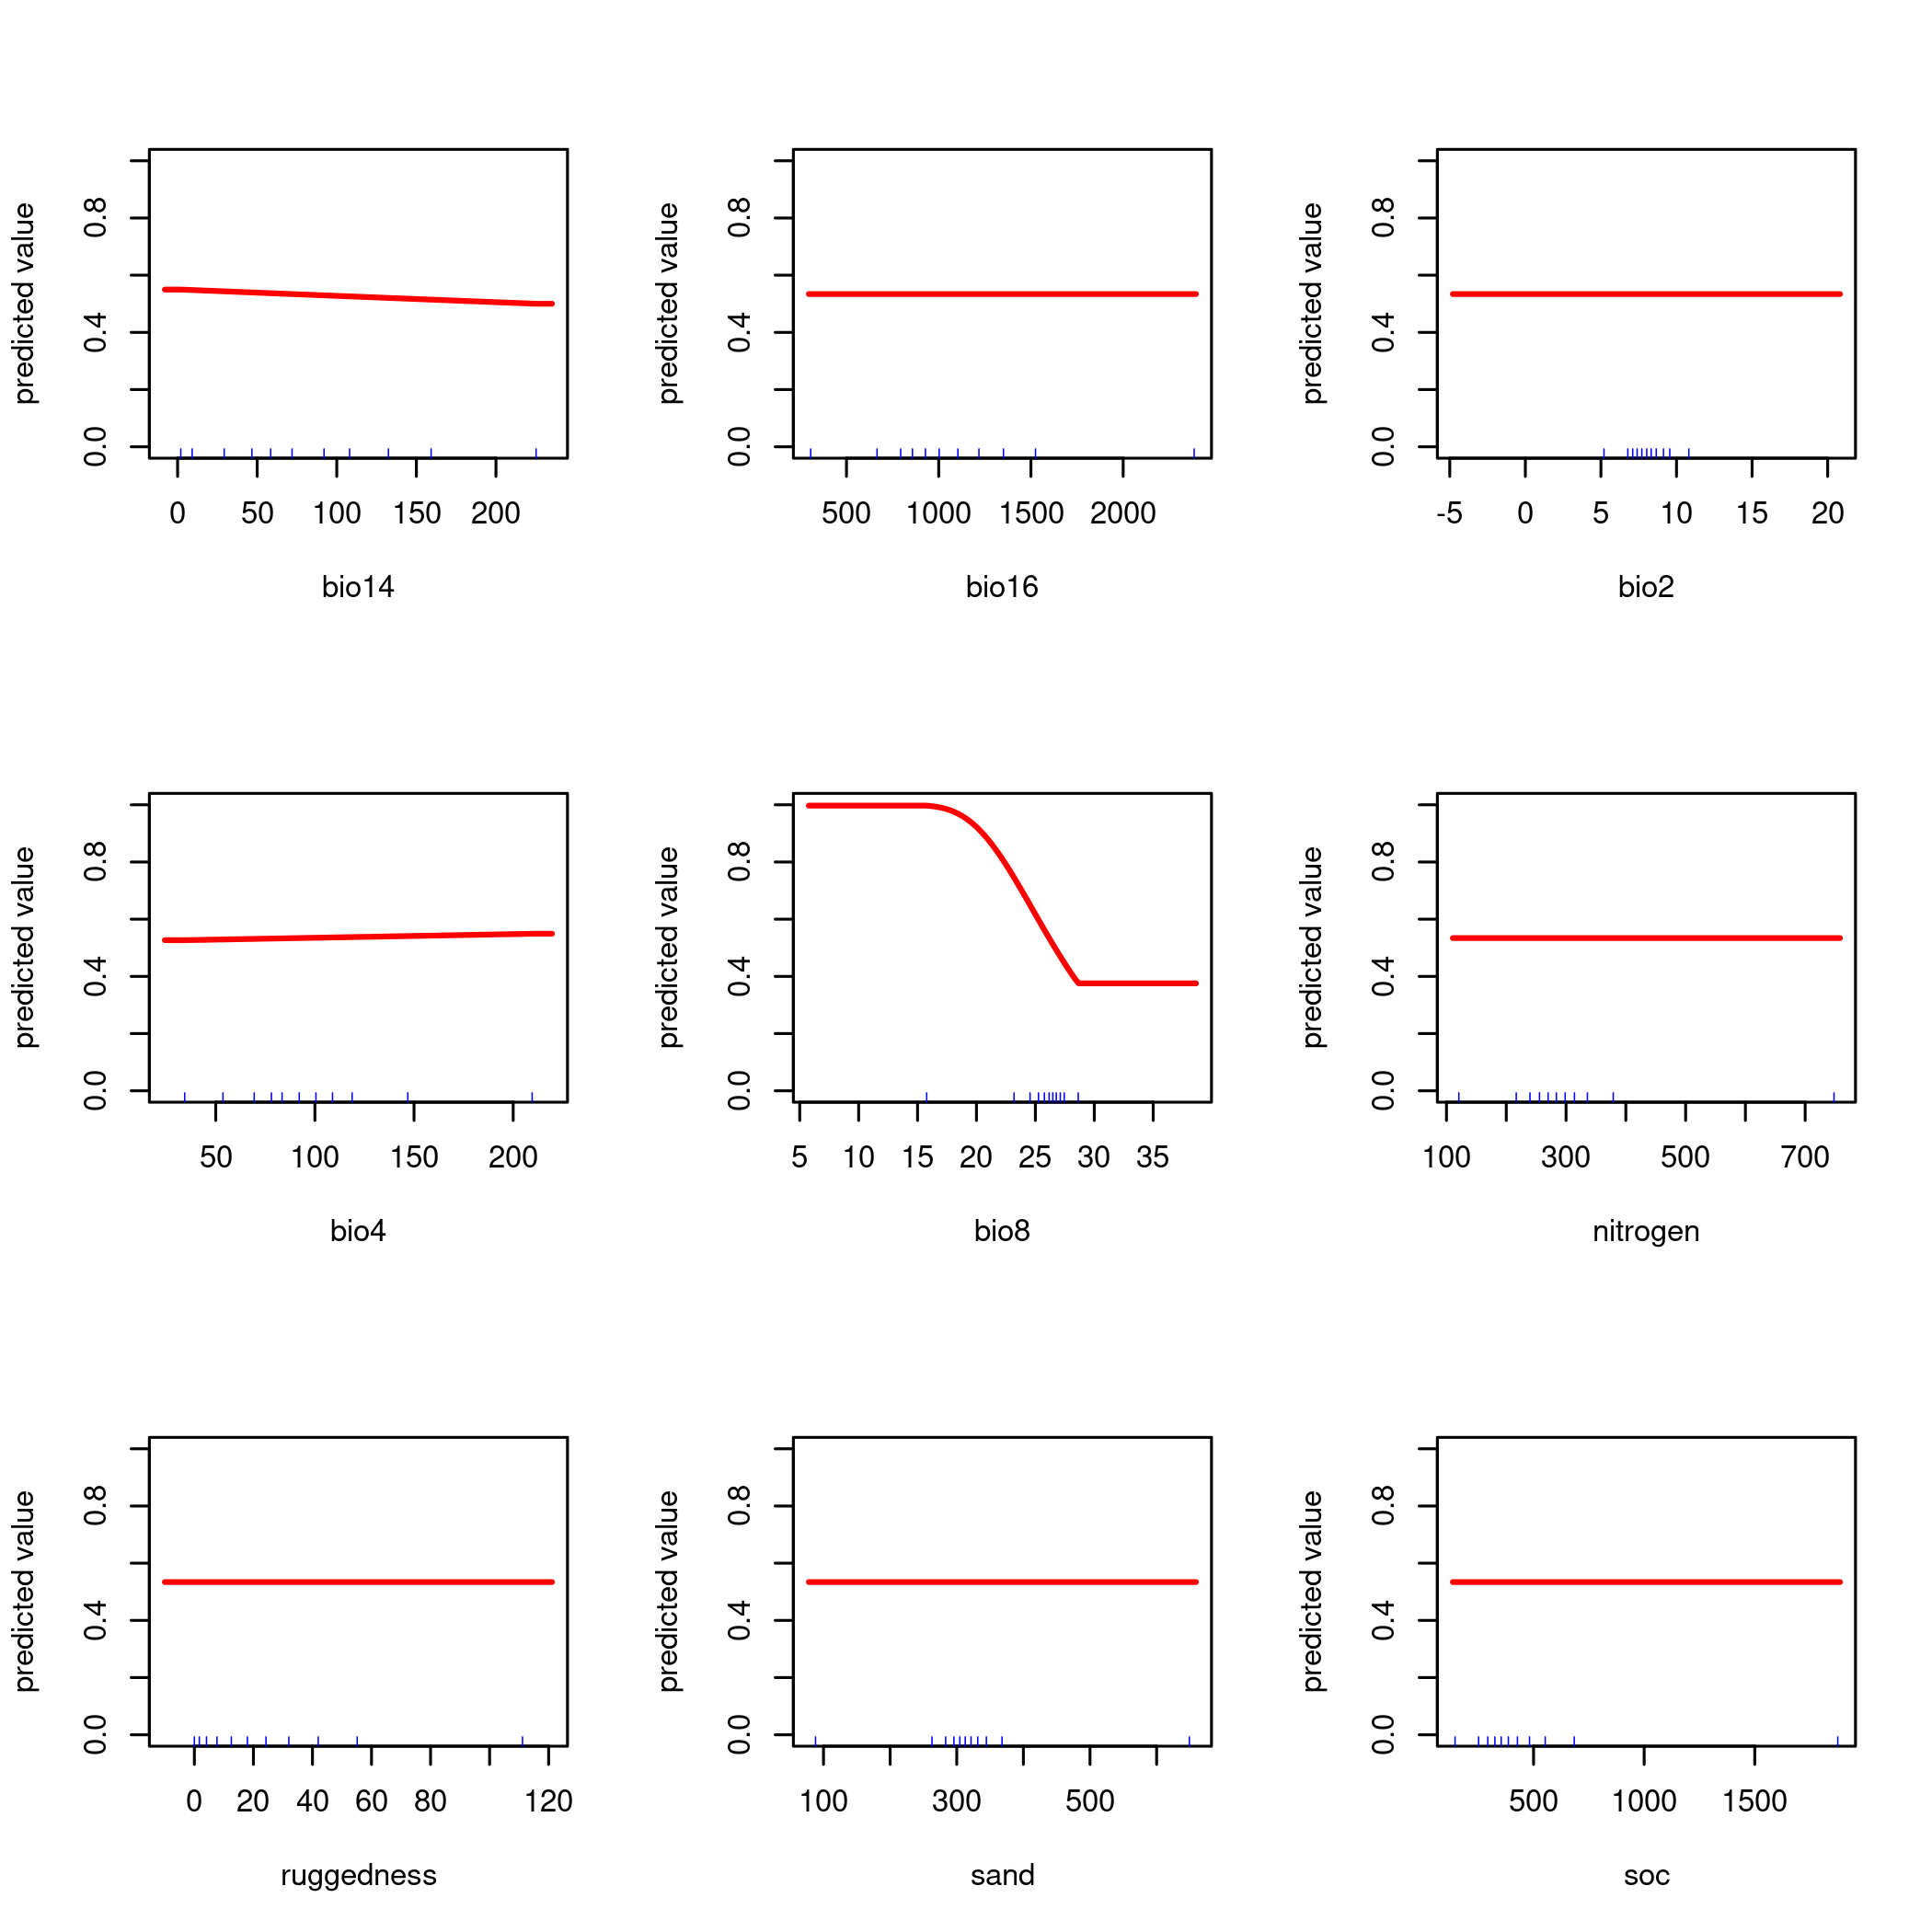 predicted value
0.0 0.4 0.8
0 50 100 150 200
bio14
predicted value
0.0 0.4 0.8
500 1000 1500 2000
bio16
predicted value
0.0 0.4 0.8
-5 0 5 10 15 20
bio2
predicted value
0.0 0.4 0.8
50 100 150 200
bio4
predicted value
0.0 0.4 0.8
5 10 15 20 25 30 35
bio8
predicted value
0.0 0.4 0.8
100 300 500 700
nitrogen
predicted value
0.0 0.4 0.8
0 20 40 60 80 120
ruggedness
predicted value
0.0 0.4 0.8
100 300 500
sand
predicted value
0.0 0.4 0.8
500 1000 1500
soc